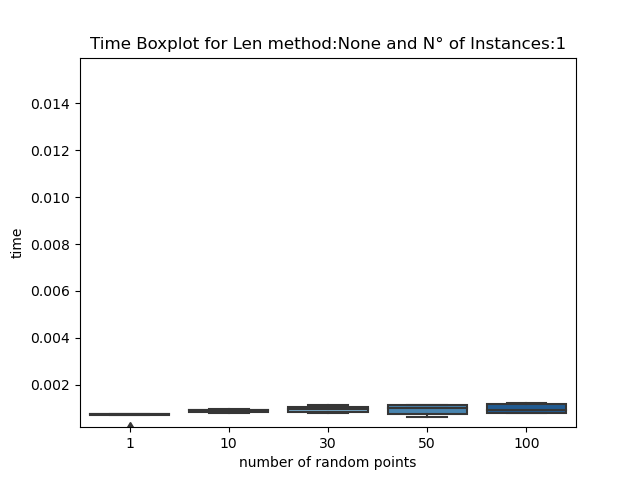 Time Boxplot for Len method:None and N° of Instances:1
0.014
0.012
0.010
0.008
0.006
0.004
0.002
time
1 10 30 50 100
number of random points